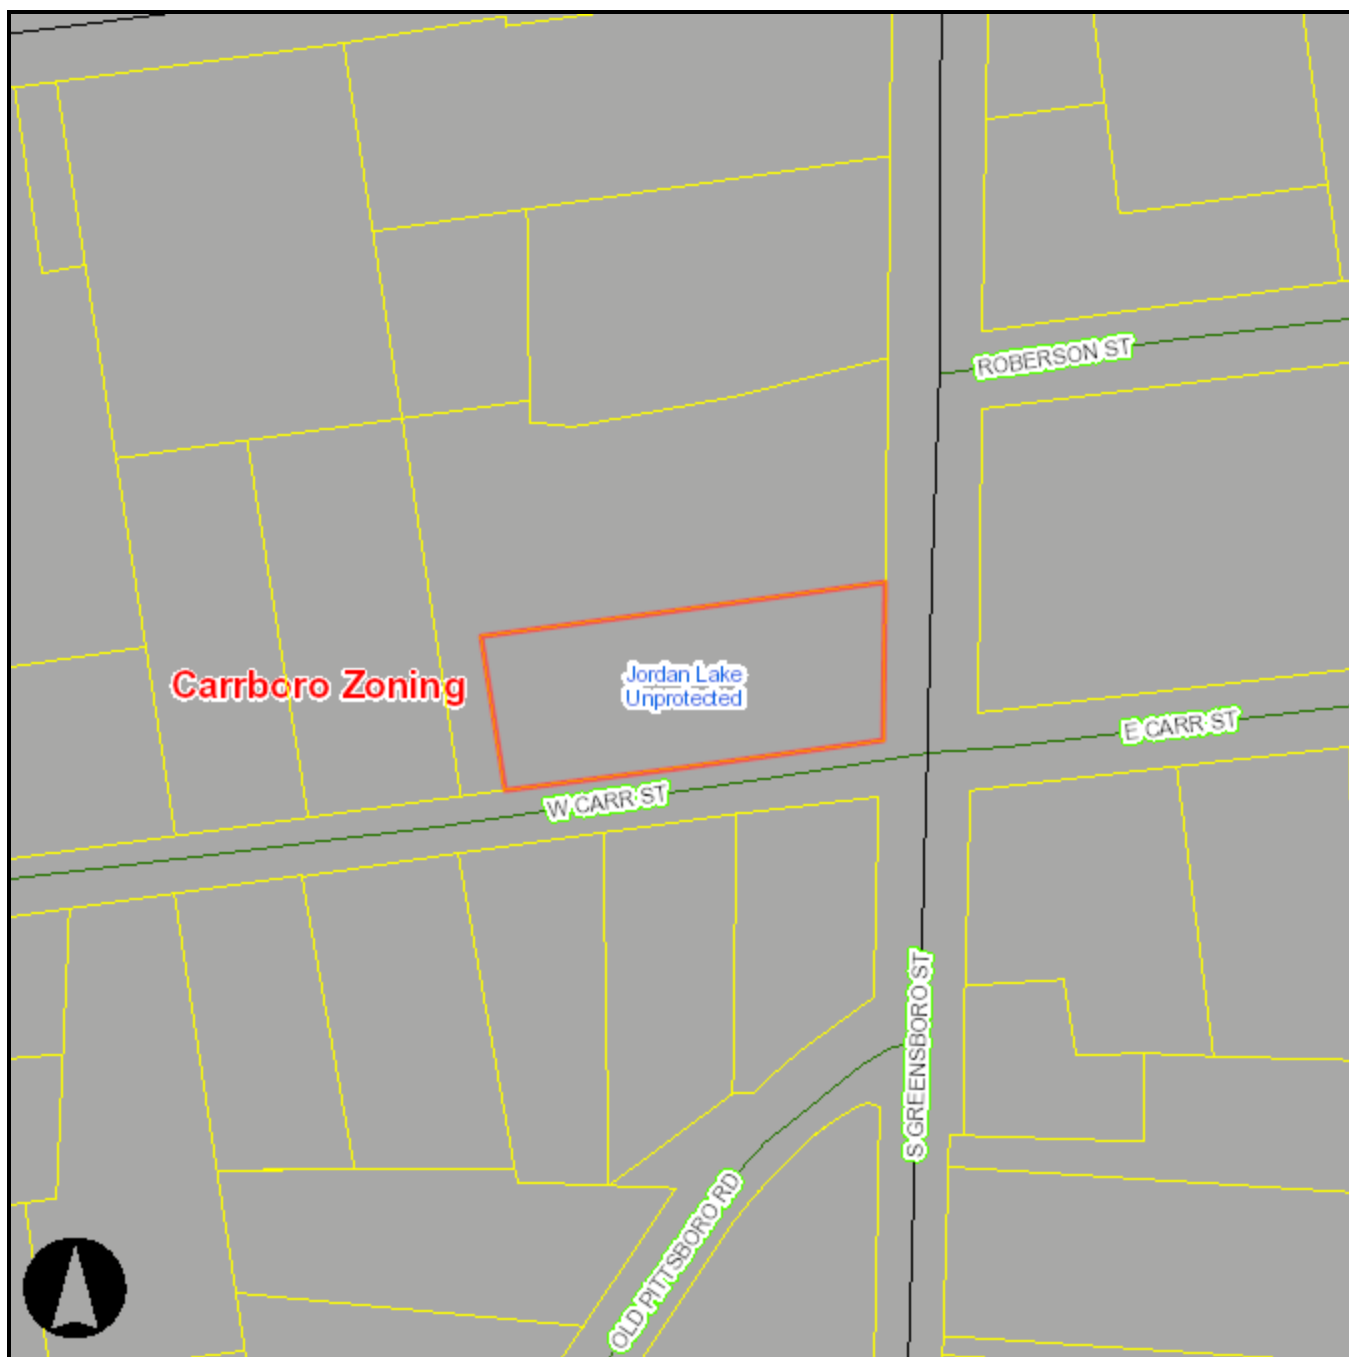 ROBERSON ST
Carrboro Zoning
Jordan Lake
Unprotected
E CARR ST
W CARR ST
S GREENSBORO ST
OLD PITTSBORO RD